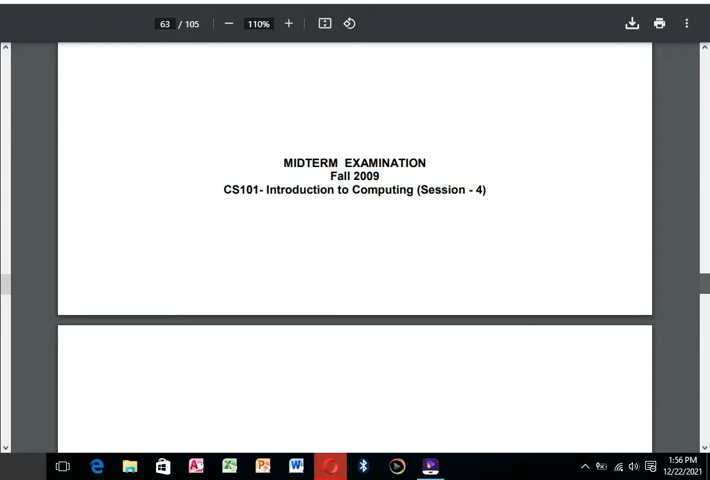 63 / 105 110%
MIDTERM EXAMINATION
Fall 2009
CS101- Introduction to Computing (Session - 4)
1:56 PM
12/22/2021